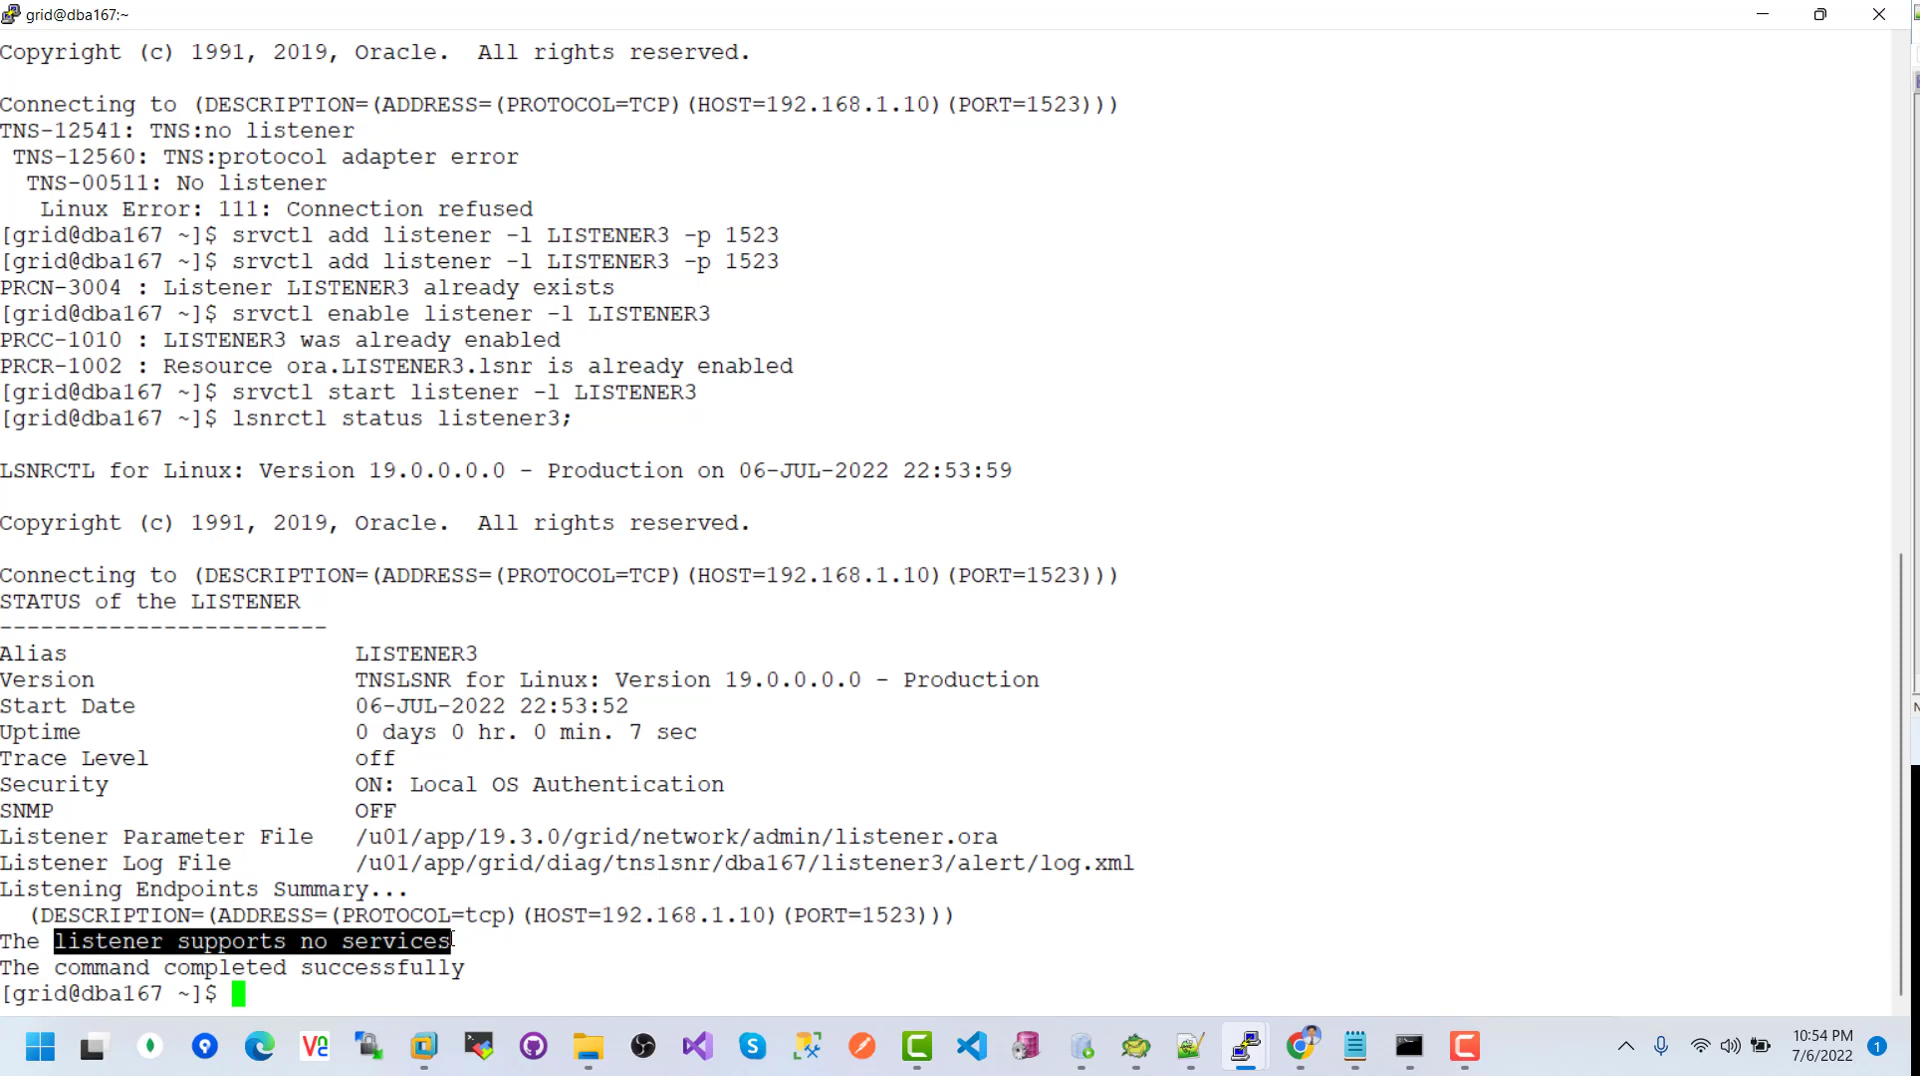 grid@dba167:~
Copyright (c) 1991, 2019, Oracle.  All rights reserved.
Connecting to (DESCRIPTION=(ADDRESS=(PROTOCOL=TCP)(HOST=192.168.1.10)(PORT=1523)))
TNS-12541: TNS:no listener
 TNS-12560: TNS:protocol adapter error
  TNS-00511: No listener
   Linux Error: 111: Connection refused
[grid@dba167 ~]$ srvctl add listener -l LISTENER3 -p 1523
[grid@dba167 ~]$ srvctl add listener -l LISTENER3 -p 1523
PRCN-3004 : Listener LISTENER3 already exists
[grid@dba167 ~]$ srvctl enable listener -l LISTENER3
PRCC-1010 : LISTENER3 was already enabled
PRCR-1002 : Resource ora.LISTENER3.lsnr is already enabled
[grid@dba167 ~]$ srvctl start listener -l LISTENER3
[grid@dba167 ~]$ lsnrctl status listener3;
LSNRCTL for Linux: Version 19.0.0.0.0 - Production on 06-JUL-2022 22:53:59
Copyright (c) 1991, 2019, Oracle.  All rights reserved.
Connecting to (DESCRIPTION=(ADDRESS=(PROTOCOL=TCP)(HOST=192.168.1.10)(PORT=1523)))
STATUS of the LISTENER
------------------------
Alias                     LISTENER3
Version                   TNSLSNR for Linux: Version 19.0.0.0.0 - Production
Start Date                06-JUL-2022 22:53:52
Uptime                    0 days 0 hr. 0 min. 7 sec
Trace Level               off
Security                  ON: Local OS Authentication
SNMP                      OFF
Listener Parameter File   /u01/app/19.3.0/grid/network/admin/listener.ora
Listener Log File         /u01/app/grid/diag/tnslsnr/dba167/listener3/alert/log.xml
Listening Endpoints Summary...
  (DESCRIPTION=(ADDRESS=(PROTOCOL=tcp)(HOST=192.168.1.10)(PORT=1523)))
The listener supports no services
The command completed successfully
[grid@dba167 ~]$
10:54 PM
7/6/2022
1